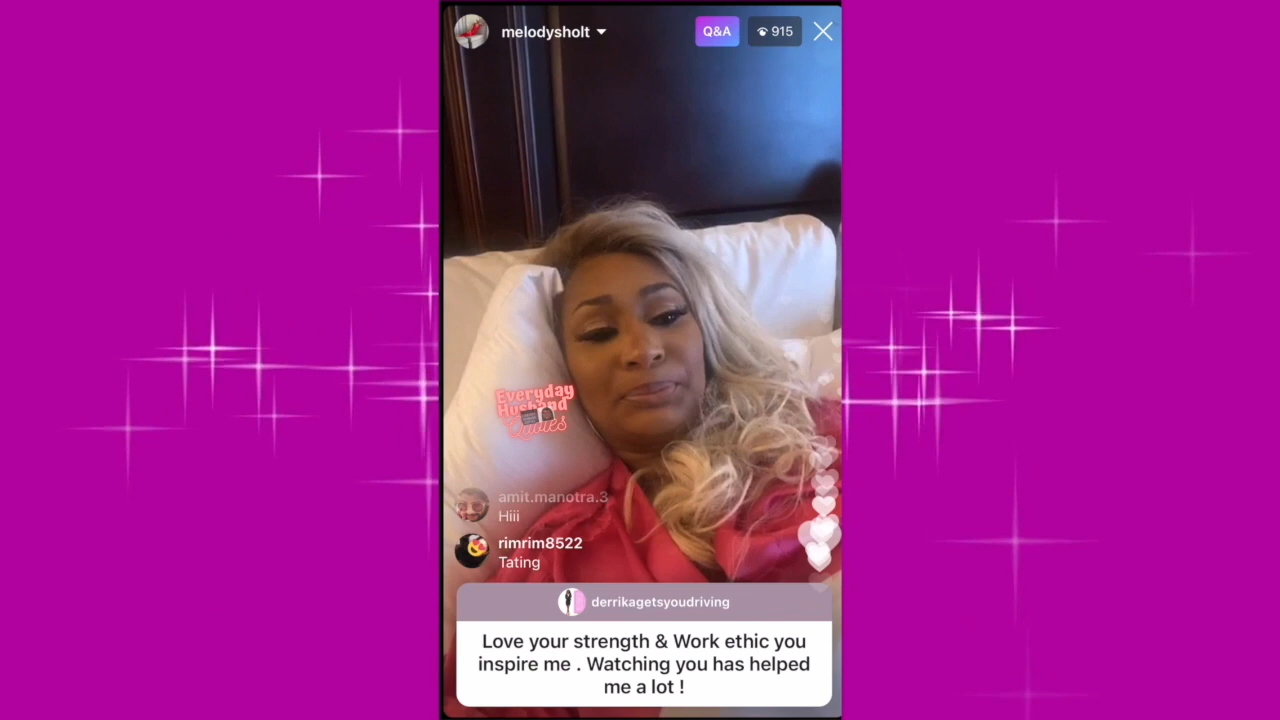 melodysholt
Q&A
915
Everyday
Husband
Quotes
amit.manotra.3
Hiii
rimrim8522
Tating
derrikagetsyoudriving
Love your strength & Work ethic you
inspire me . Watching you has helped
me a lot !